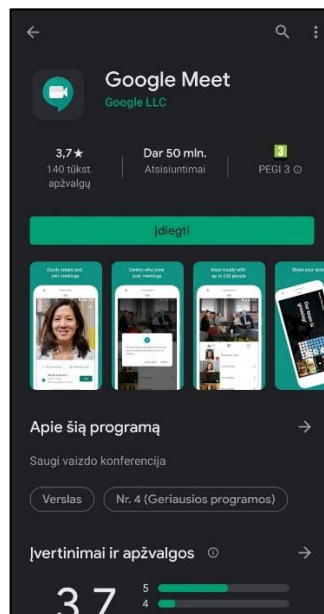 Google Meet
Google LLC
3,7★
140 tūkst.
apžvalgų
Dar 50 mln.
Atsisiuntimai
3
PEGI 3
Įdiegti
Easily create and
join meetings
Control who joins
your meetings
Meet closely with
up to 250 people
Share your
Apie šią programą
Saugi vaizdo konferencija
Verslas
Nr. 4 (Geriausios programos)
Įvertinimai ir apžvalgos
3,7
5
4